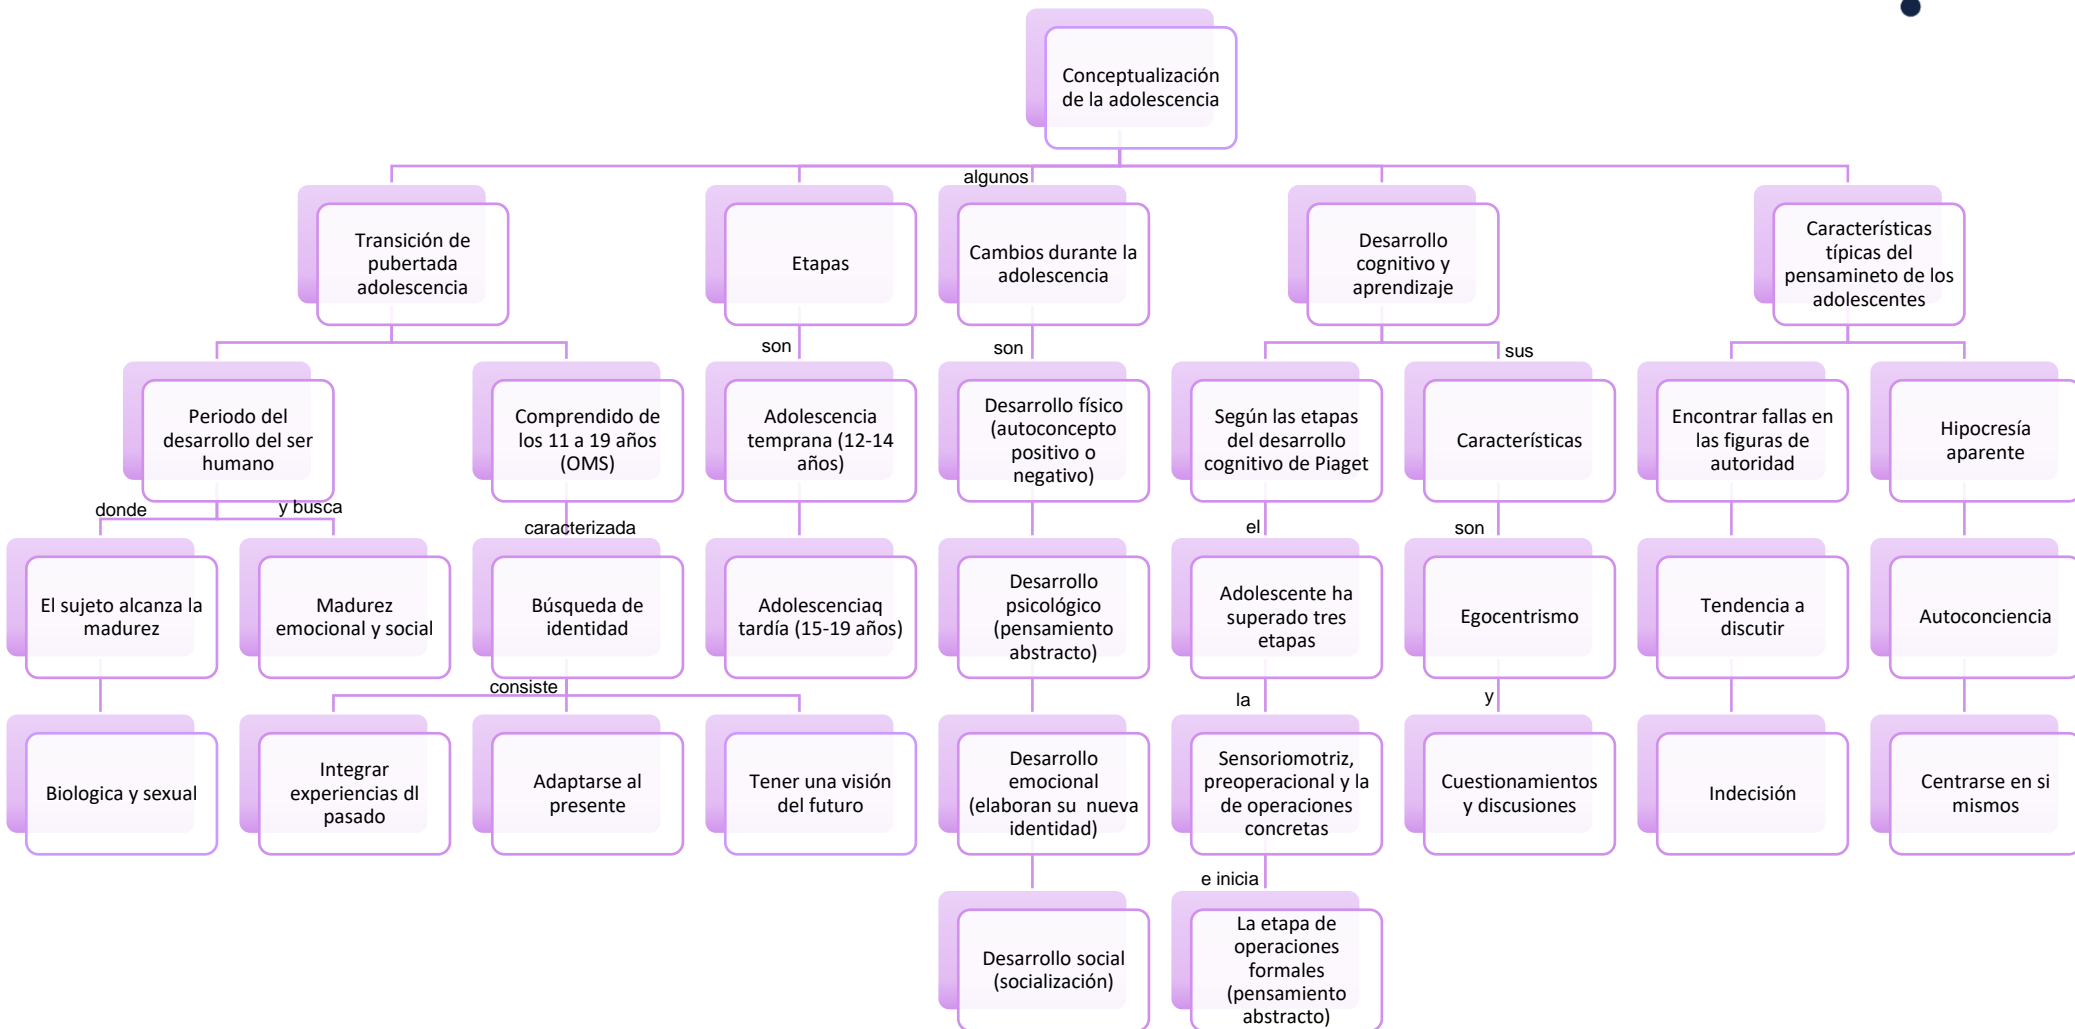 Conceptualización
de la adolescencia
algunos
Transición de
pubertada
adolescencia
Etapas
Cambios durante la
adolescencia
Desarrollo
cognitivo y
aprendizaje
Características
típicas del
pensamineto de los
adolescentes
son
son
sus
Periodo del
desarrollo del ser
humano
Comprendido de
los 11 a 19 años
(OMS)
Adolescencia
temprana (12-14
años)
Desarrollo físico
(autoconcepto
positivo o
negativo)
Según las etapas
del desarrollo
cognitivo de Piaget
Características
Encontrar fallas en
las figuras de
autoridad
Hipocresía
aparente
donde
y busca
caracterizada
el
son
El sujeto alcanza la
madurez
Madurez
emocional y social
Búsqueda de
identidad
Adolescenciaq
tardía (15-19 años)
Desarrollo
psicológico
(pensamiento
abstracto)
Adolescente ha
superado tres
etapas
Egocentrismo
Tendencia a
discutir
Autoconciencia
consiste
la
y
Biologica y sexual
Integrar
experiencias dl
pasado
Adaptarse al
presente
Tener una visión
del futuro
Desarrollo
emocional
(elaboran su  nueva
identidad)
Sensoriomotriz,
preoperacional y la
de operaciones
concretas
Cuestionamientos
y discusiones
Indecisión
Centrarse en si
mismos
e inicia
Desarrollo social
(socialización)
La etapa de
operaciones
formales
(pensamiento
abstracto)